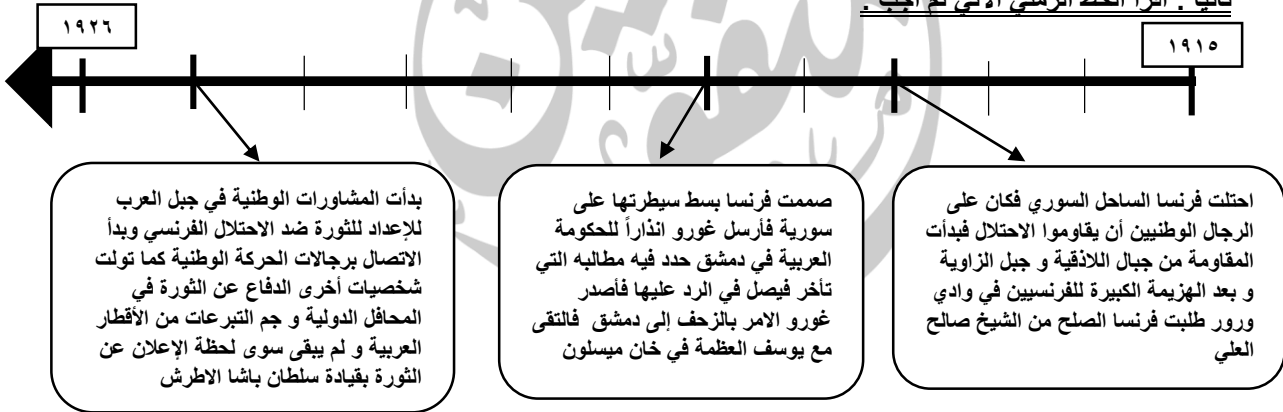 ثانياً : اقرأ الخط الزمني الآتي ثم أجب :
١٩١٥
١٩٢٦
احتلت فرنسا الساحل السوري فكان على
الرجال الوطنيين أن يقاوموا الاحتلال فبدأت
المقاومة من جبال اللاذقية و جبل الزاوية
و بعد الهزيمة الكبيرة للفرنسيين في وادي
ورور طلبت فرنسا الصلح من الشيخ صالح
العلي
صممت فرنسا بسط سيطرتها على
سورية فأرسل غورو انذاراً للحكومة
العربية في دمشق حدد فيه مطالبه التي
تأخر فيصل في الرد عليها فأصدر
غورو الامر بالزحف إلى دمشق فالتقى
مع يوسف العظمة في خان ميسلون
بدأت المشاورات الوطنية في جبل العرب
للإعداد للثورة ضد الاحتلال الفرنسي وبدأ
الاتصال برجالات الحركة الوطنية كما تولت
شخصيات أخرى الدفاع عن الثورة في
المحافل الدولية و جم التبرعات من الأقطار
العربية و لم يبقى سوى لحظة الإعلان عن
الثورة بقيادة سلطان باشا الاطرش